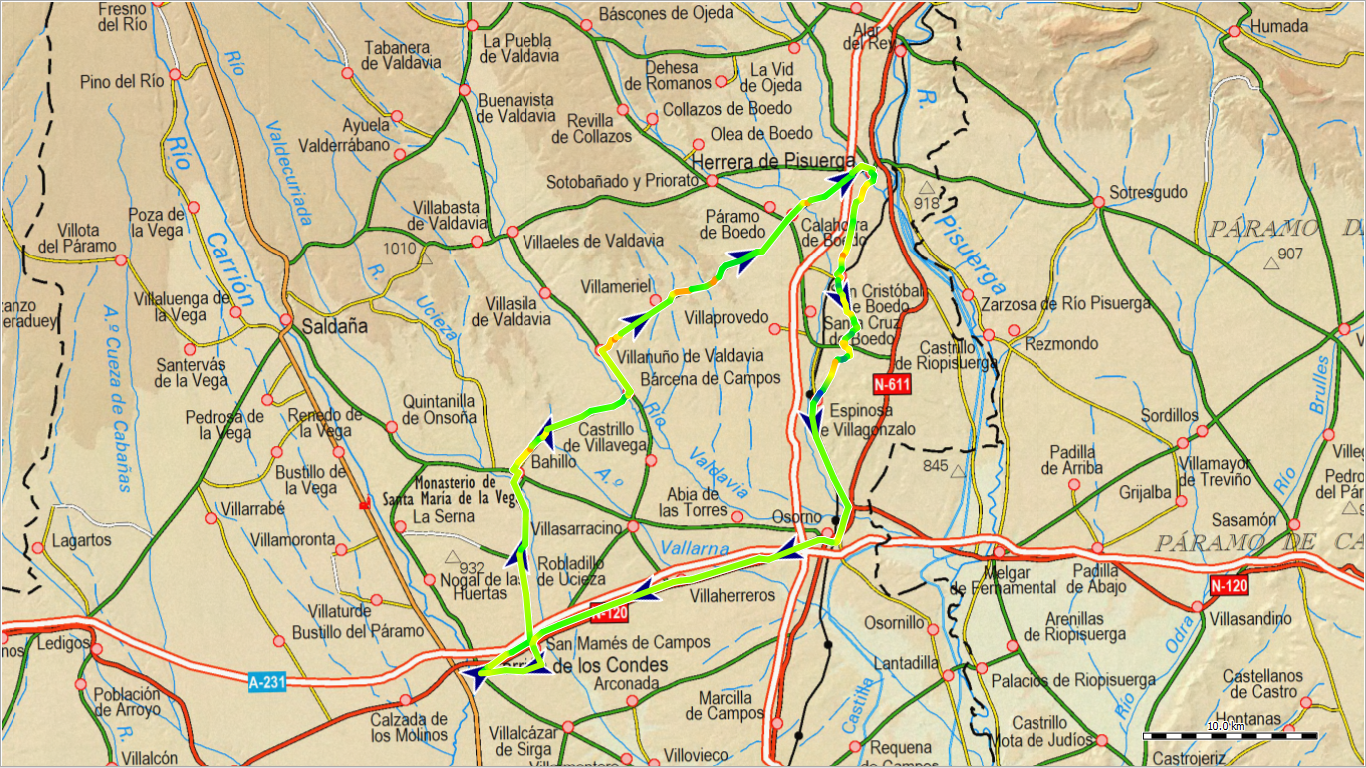 Fresno
del Río
Báscones de Ojeda
Humada
Alar
del Rey
La Puebla
de Valdavia
Tabanera
de Valdavia
Río
Pino del Río
Dehesa
de Romanos
La Vid
de Ojeda
R.
Buenavista
de Valdavia
Collazos de Boedo
Ayuela
Revilla
de Collazos
Olea de Boedo
Valderrábano
Río
Valdecuriada
Herrera de Pisuerga
Sotobañado y Priorato
Sotresgudo
918
Poza de
la Vega
Villabasta
de Valdavia
Páramo
de Boedo
Calahorra
de Boedo
Pisuerga
PÁRAMO D
Villota
del Páramo
Carrión
1010
Villaeles de Valdavia
907
R.
Ucieza
Villameriel
Villaluenga de
la Vega
Villasila
de Valdavia
Cristóbal
de Boedo
Zarzosa de Río Pisuerga
A.º Cueza de Cabañas
Saldaña
Villaprovedo
Santa Cruz
de Boedo
Rezmondo
Santervás
de la Vega
Villanuño de Valdavia
Castrillo
de Riopisuerga
Bárcena de Campos
N-611
Brulles
Pedrosa de
la Vega
Renedo de
la Vega
Quintanilla
de Onsoña
Río
Espinosa
de Villagonzalo
Sordillos
Castrillo
de Villavega
Bustillo de
la Vega
Bahillo
A.º
Valdavia
845
Padilla
de Arriba
Villamayor
de Treviño
Río
Monasterio de
Santa María de la Vega
Grijalba
Villarrabé
La Serna
Abia de
las Torres
Osorno
Sasamón
Villasarracino
Lagartos
Villamoronta
Vallarna
PÁRAMO DE CA
932
Nogal de las
Huertas
Robladillo
de Ucieza
Melgar
de Fernamental
Padilla
de Abajo
N-120
Villaherreros
Villaturde
N-120
Osornillo
Arenillas
de Riopisuerga
Villasandino
Odra
Bustillo del Páramo
San Mamés de Campos
Ledigos
de los Condes
Lantadilla
A-231
Arconada
Palacios de Riopisuerga
Castellanos
de Castro
Población
de Arroyo
Marcilla
de Campos
Castilla
Río
Calzada de
los Molinos
Villalcázar
de Sirga
Castrillo
Mota de Judíos
Hontanas
10.0 km
R.
Villalcón
Villovieco
Requena
de Campos
Castrojeriz